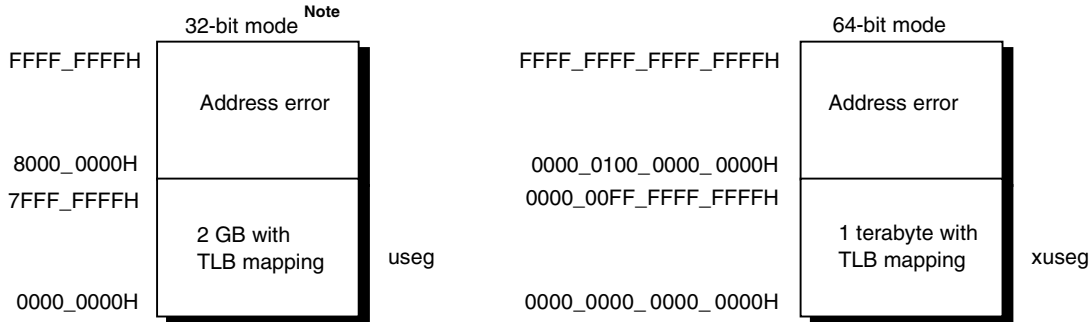 32-bit mode Note
FFFF_FFFFH
Address error
8000_0000H
7FFF_FFFFH
2 GB with
TLB mapping
useg
0000_0000H
64-bit mode
FFFF_FFFF_FFFF_FFFFH
Address error
0000_0100_0000_0000H
0000_00FF_FFFF_FFFFH
1 terabyte with
TLB mapping
xuseg
0000_0000_0000_0000H